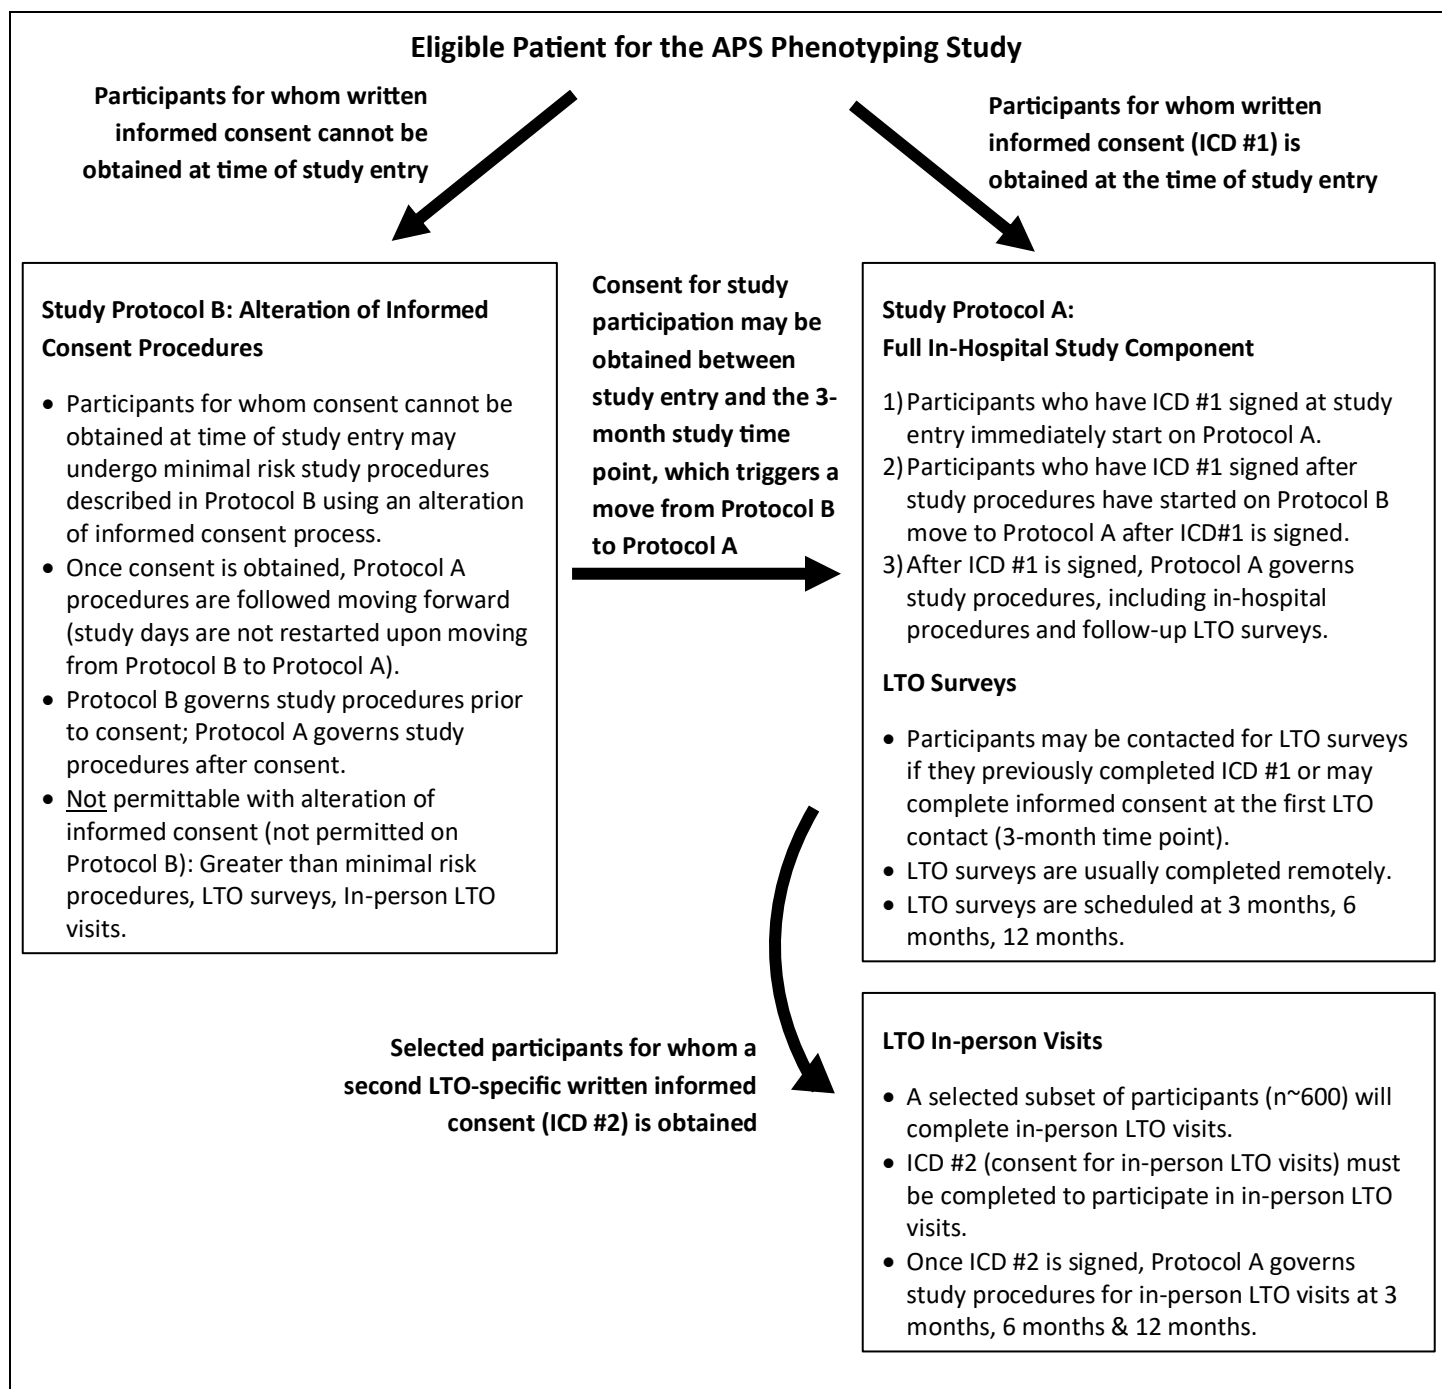 Eligible Patient for the APS Phenotyping Study
Participants for whom written
informed consent cannot be
obtained at time of study entry
Participants for whom written
informed consent (ICD #1) is
obtained at the time of study entry
Study Protocol B: Alteration of Informed
Consent Procedures
• Participants for whom consent cannot be
obtained at time of study entry may
undergo minimal risk study procedures
described in Protocol B using an alteration
of informed consent process.
• Once consent is obtained, Protocol A
procedures are followed moving forward
(study days are not restarted upon moving
from Protocol B to Protocol A).
• Protocol B governs study procedures prior
to consent; Protocol A governs study
procedures after consent.
• Not permittable with alteration of
informed consent (not permitted on
Protocol B): Greater than minimal risk
procedures, LTO surveys, In-person LTO
visits.
Consent for study
participation may be
obtained between
study entry and the 3-
month study time
point, which triggers a
move from Protocol B
to Protocol A
Study Protocol A:
Full In-Hospital Study Component
1) Participants who have ICD #1 signed at study
entry immediately start on Protocol A.
2) Participants who have ICD #1 signed after
study procedures have started on Protocol B
move to Protocol A after ICD#1 is signed.
3) After ICD #1 is signed, Protocol A governs
study procedures, including in-hospital
procedures and follow-up LTO surveys.
LTO Surveys
• Participants may be contacted for LTO surveys
if they previously completed ICD #1 or may
complete informed consent at the first LTO
contact (3-month time point).
• LTO surveys are usually completed remotely.
• LTO surveys are scheduled at 3 months, 6
months, 12 months.
Selected participants for whom a
second LTO-specific written informed
consent (ICD #2) is obtained
LTO In-person Visits
• A selected subset of participants (n~600) will
complete in-person LTO visits.
• ICD #2 (consent for in-person LTO visits) must
be completed to participate in in-person LTO
visits.
• Once ICD #2 is signed, Protocol A governs
study procedures for in-person LTO visits at 3
months, 6 months & 12 months.